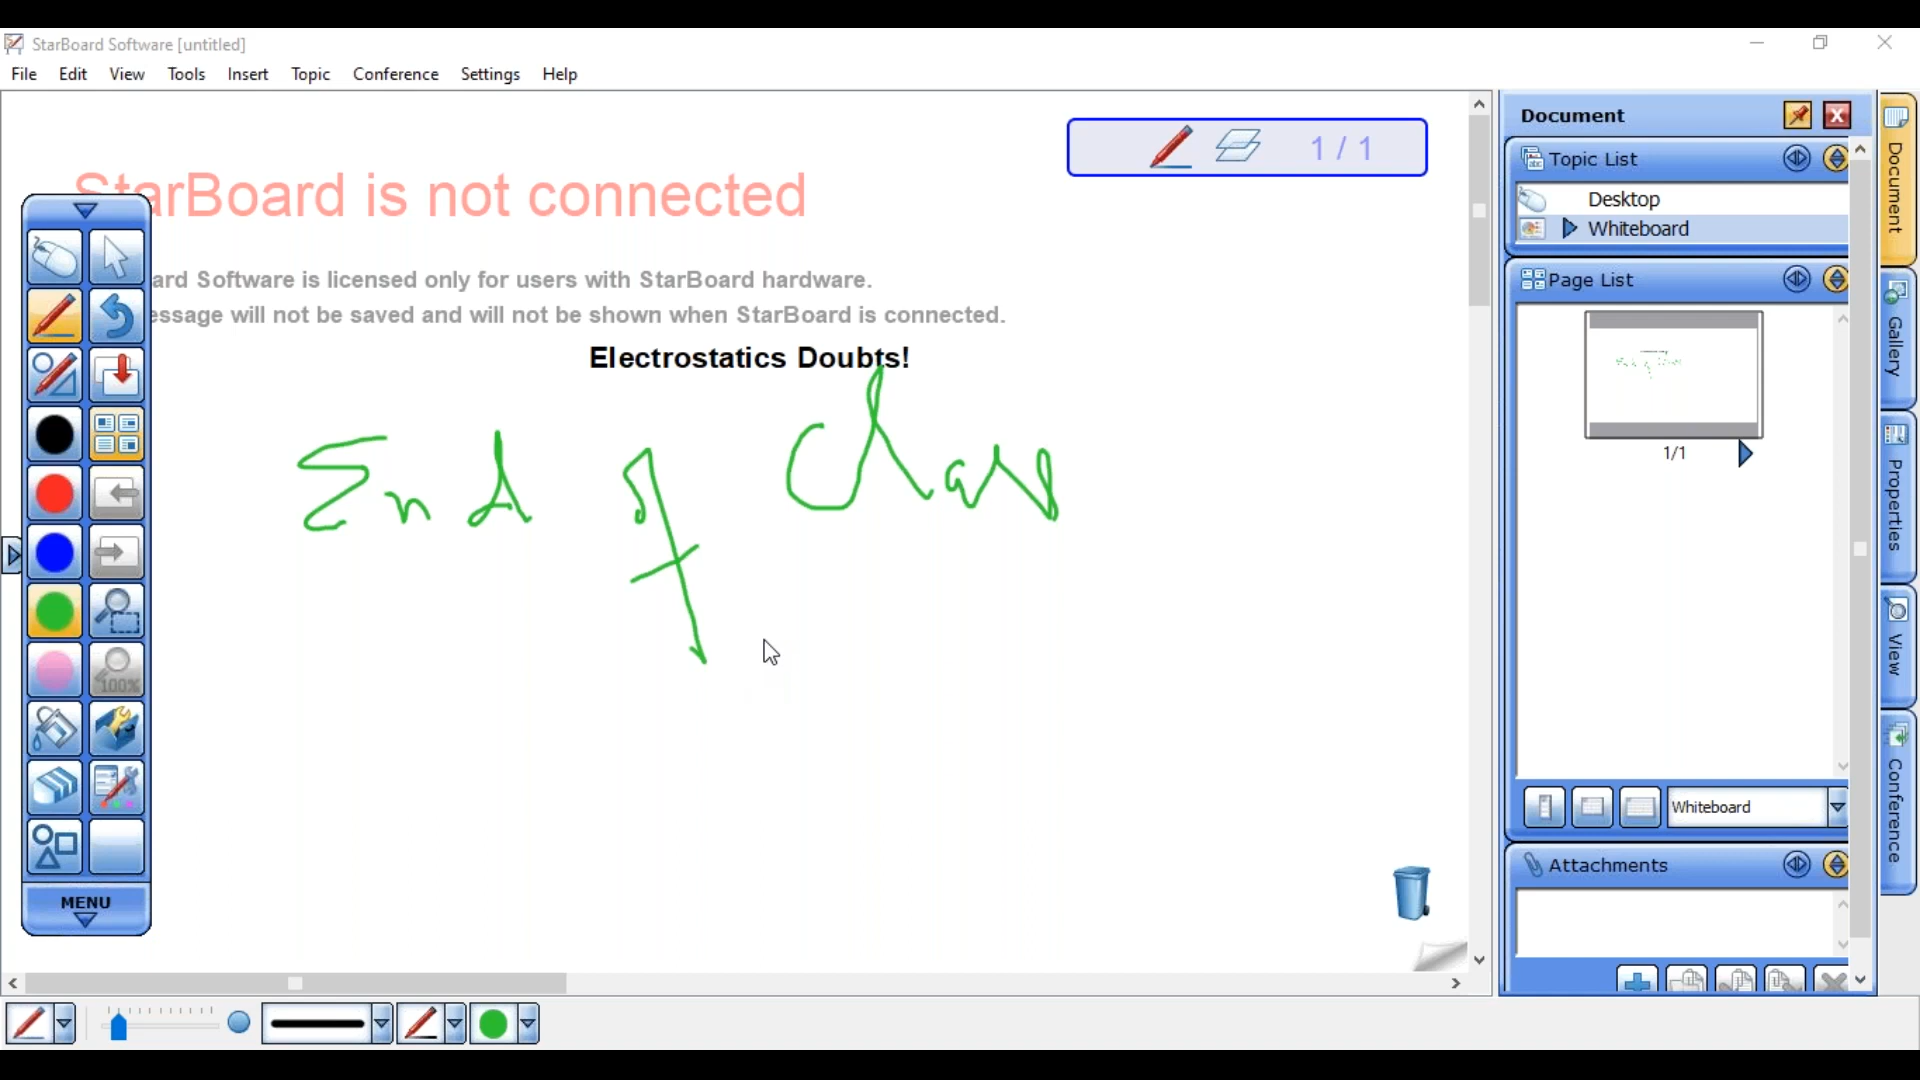 StarBoard Software [untitled]
File Edit View Tools Insert Topic Conference Settings Help
1 / 1
StarBoard is not connected
ard Software is licensed only for users with StarBoard hardware.
essage will not be saved and will not be shown when StarBoard is connected.
Electrostatics Doubts!
End of Class
100%
MENU
Document
Topic List
Desktop
Whiteboard
Page List
1/1
Whiteboard
Attachments
Document
Gallery
Properties
View
Conference